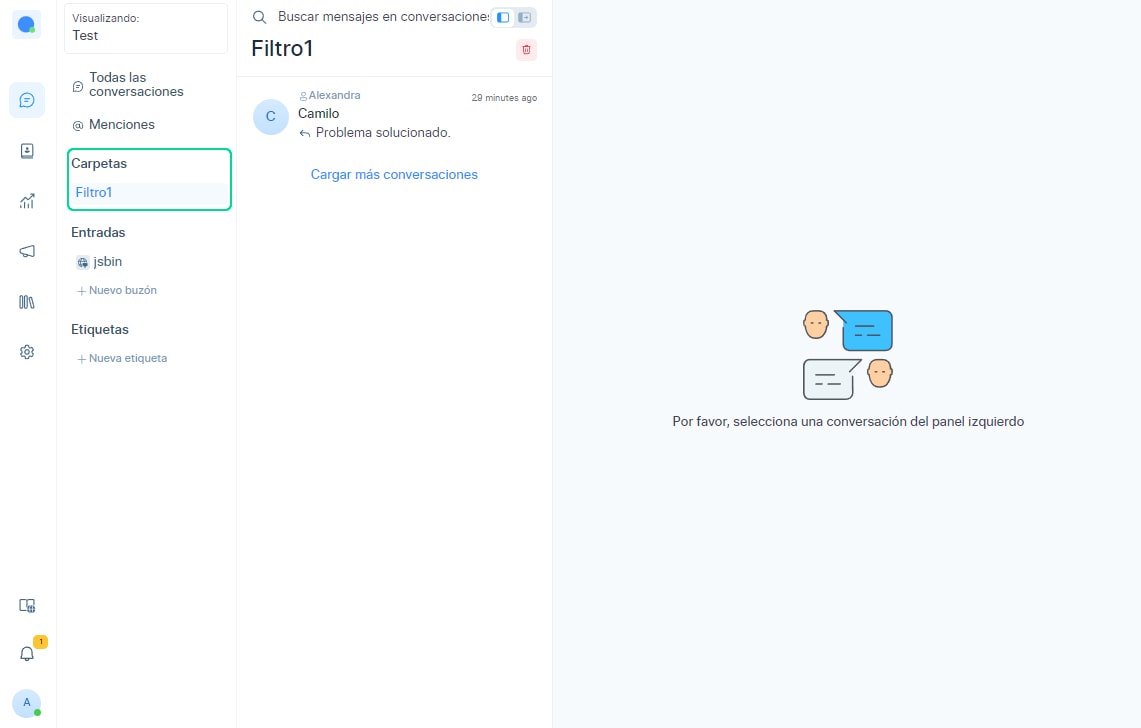 Visualizando:
Test
Todas las
conversaciones
Menciones
Carpetas
Filtro1
Entradas
jsbin
Nuevo buzón
Etiquetas
Nueva etiqueta
1
A
Buscar mensajes en conversaciones
Filtro1
Alexandra
29 minutes ago
C
Camilo
Problema solucionado.
Cargar más conversaciones
Por favor, selecciona una conversación del panel izquierdo